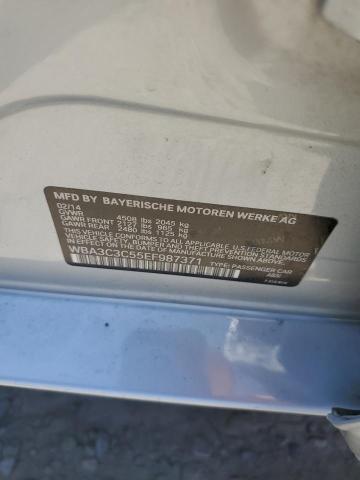 MFD BY BAYERISCHE MOTOREN WERKE AG
02/14
GVWR 4508 lbs 2045 kg
GAWR FRONT 2127 lbs 965 kg
GAWR REAR 2480 lbs 1125 kg
THIS VEHICLE CONFORMS TO ALL APPLICABLE U.S. FEDERAL MOTOR VEHICLE
SAFETY, BUMPER, AND THEFT PREVENTION STANDARDS IN EFFECT ON THE DATE OF
MANUFACTURE SHOWN ABOVE.
WBA3C3C55EF987371 TYPE: PASSENGER CAR